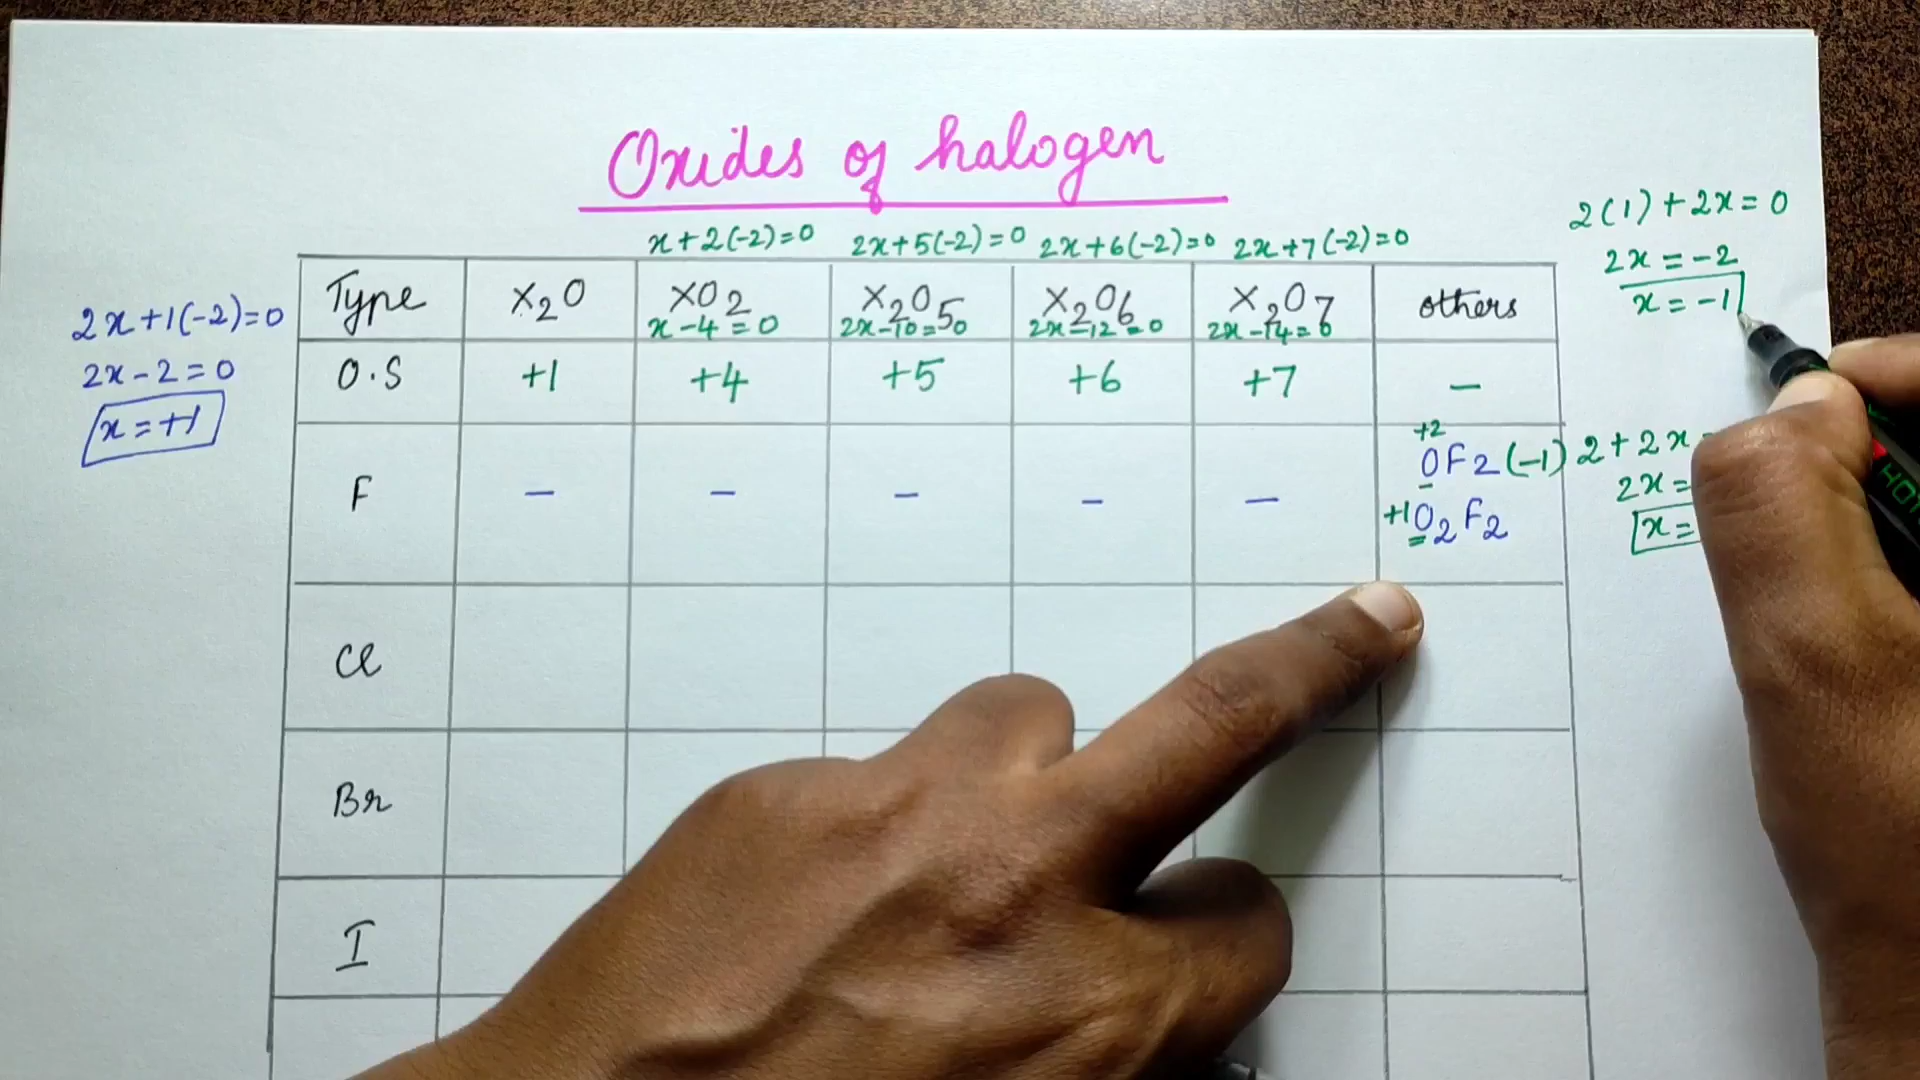 Oxides of halogen
x+2(-2)=0 2x+5(-2)=0 2x+6(-2)=0 2x+7(-2)=0
Type X2O XO2 X2O5 X2O6 X2O7 others
x-4=0 2x-10=0 2x-12=0 2x-14=0
O.S +1 +4 +5 +6 +7 -
F - - - - -
+2
OF2(-1)
+1O2F2
Cl
Br
I
2x+1(-2)=0
2x-2=0
x=+1
2(1)+2x=0
2x=-2
x=-1
2+2x
2x=
x=